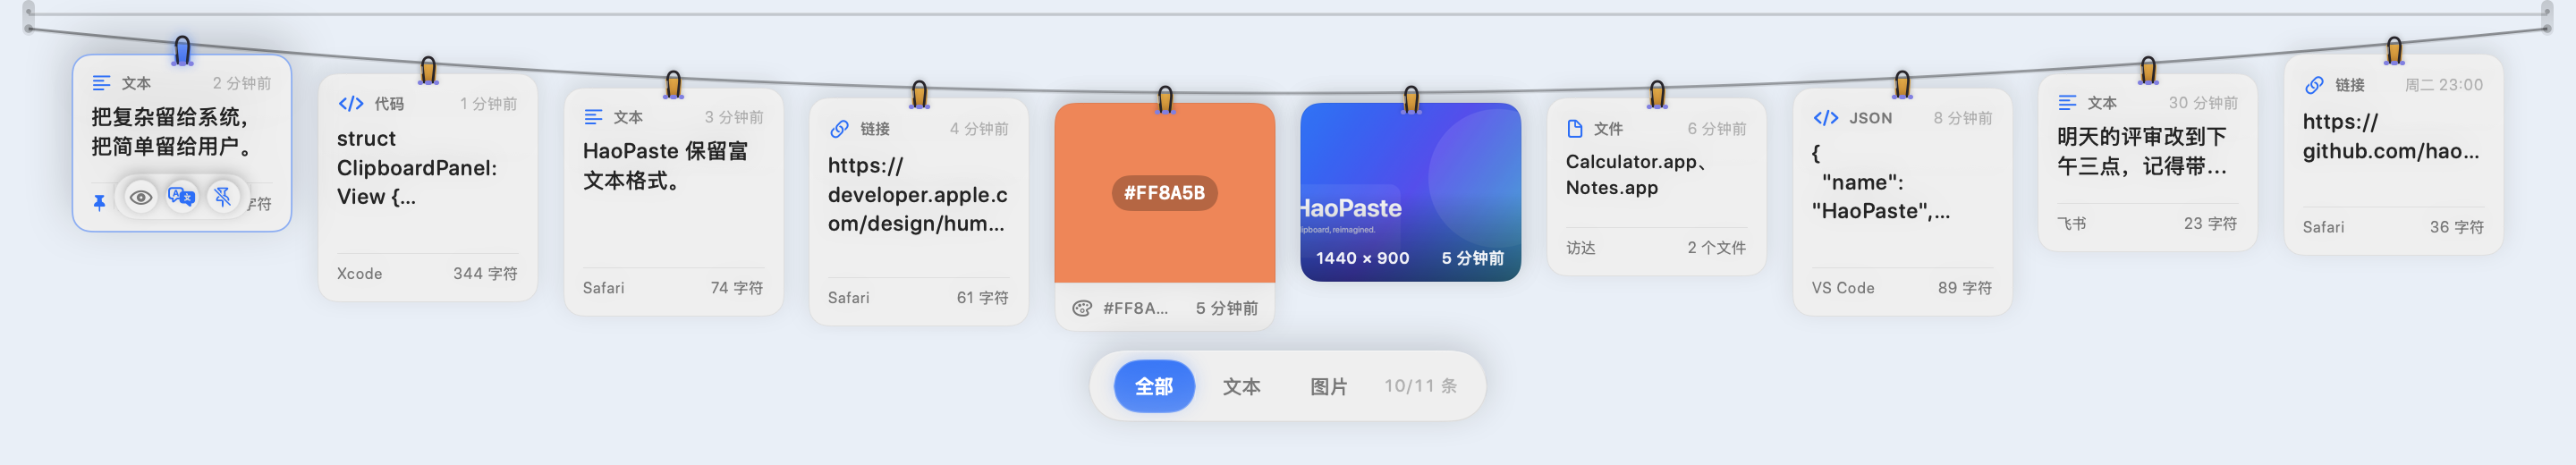 文本 2 分钟前
把复杂留给系统，
把简单留给用户。
字符
代码 1 分钟前
struct
ClipboardPanel:
View {...
Xcode 344 字符
文本 3 分钟前
HaoPaste 保留富
文本格式。
Safari 74 字符
链接 4 分钟前
https://
developer.apple.c
om/design/hum...
Safari 61 字符
#FF8A5B
#FF8A... 5 分钟前
HaoPaste
lipboard, reimagined.
1440 × 900 5 分钟前
文件 6 分钟前
Calculator.app、
Notes.app
访达 2 个文件
JSON 8 分钟前
{
"name":
"HaoPaste",...
VS Code 89 字符
文本 30 分钟前
明天的评审改到下
午三点，记得带...
飞书 23 字符
链接 周二 23:00
https://
github.com/hao...
Safari 36 字符
全部 文本 图片 10/11 条